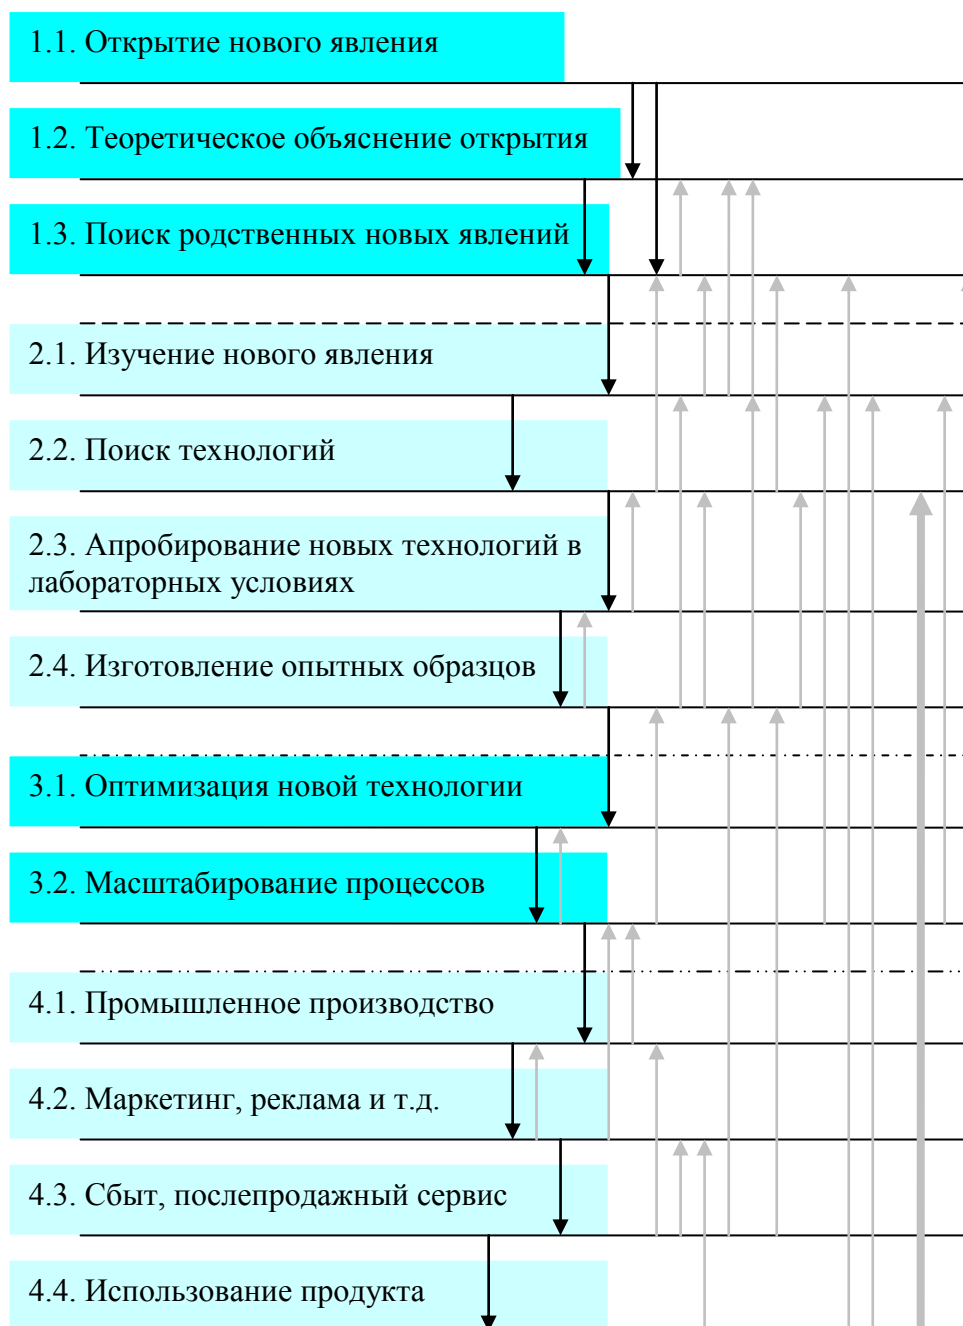 1.1. Открытие нового явления
1.2. Теоретическое объяснение открытия
1.3. Поиск родственных новых явлений
2.1. Изучение нового явления
2.2. Поиск технологий
2.3. Апробирование новых технологий в
лабораторных условиях
2.4. Изготовление опытных образцов
3.1. Оптимизация новой технологии
3.2. Масштабирование процессов
4.1. Промышленное производство
4.2. Маркетинг, реклама и т.д.
4.3. Сбыт, послепродажный сервис
4.4. Использование продукта